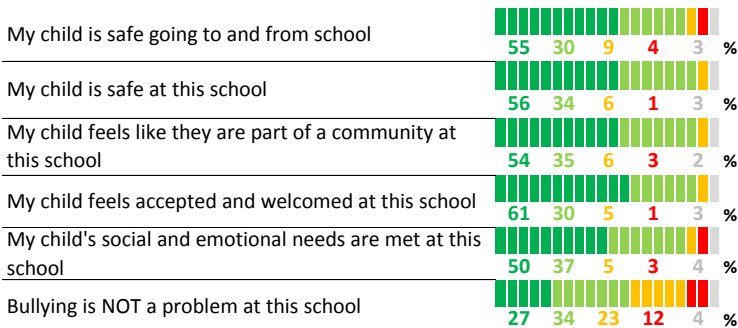 My child is safe going to and from school
55 30 9 4 3 %
My child is safe at this school
56 34 6 1 3 %
My child feels like they are part of a community at
this school
54 35 6 3 2 %
My child feels accepted and welcomed at this school
61 30 5 1 3 %
My child's social and emotional needs are met at this
school
50 37 5 3 4 %
Bullying is NOT a problem at this school
27 34 23 12 4 %